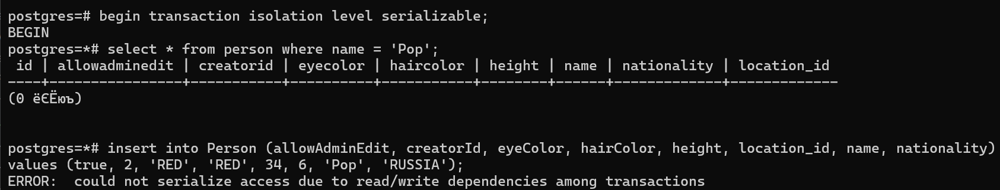 postgres=# begin transaction isolation level serializable;
BEGIN
postgres=*# select * from person where name = 'Pop';
 id | allowadminedit | creatorid | eyecolor | haircolor | height | name | nationality | location_id
----+----------------+-----------+----------+-----------+--------+------+-------------+-------------
(0 ёЄЁюъ)
postgres=*# insert into Person (allowAdminEdit, creatorId, eyeColor, hairColor, height, location_id, name, nationality)
values (true, 2, 'RED', 'RED', 34, 6, 'Pop', 'RUSSIA');
ERROR:  could not serialize access due to read/write dependencies among transactions